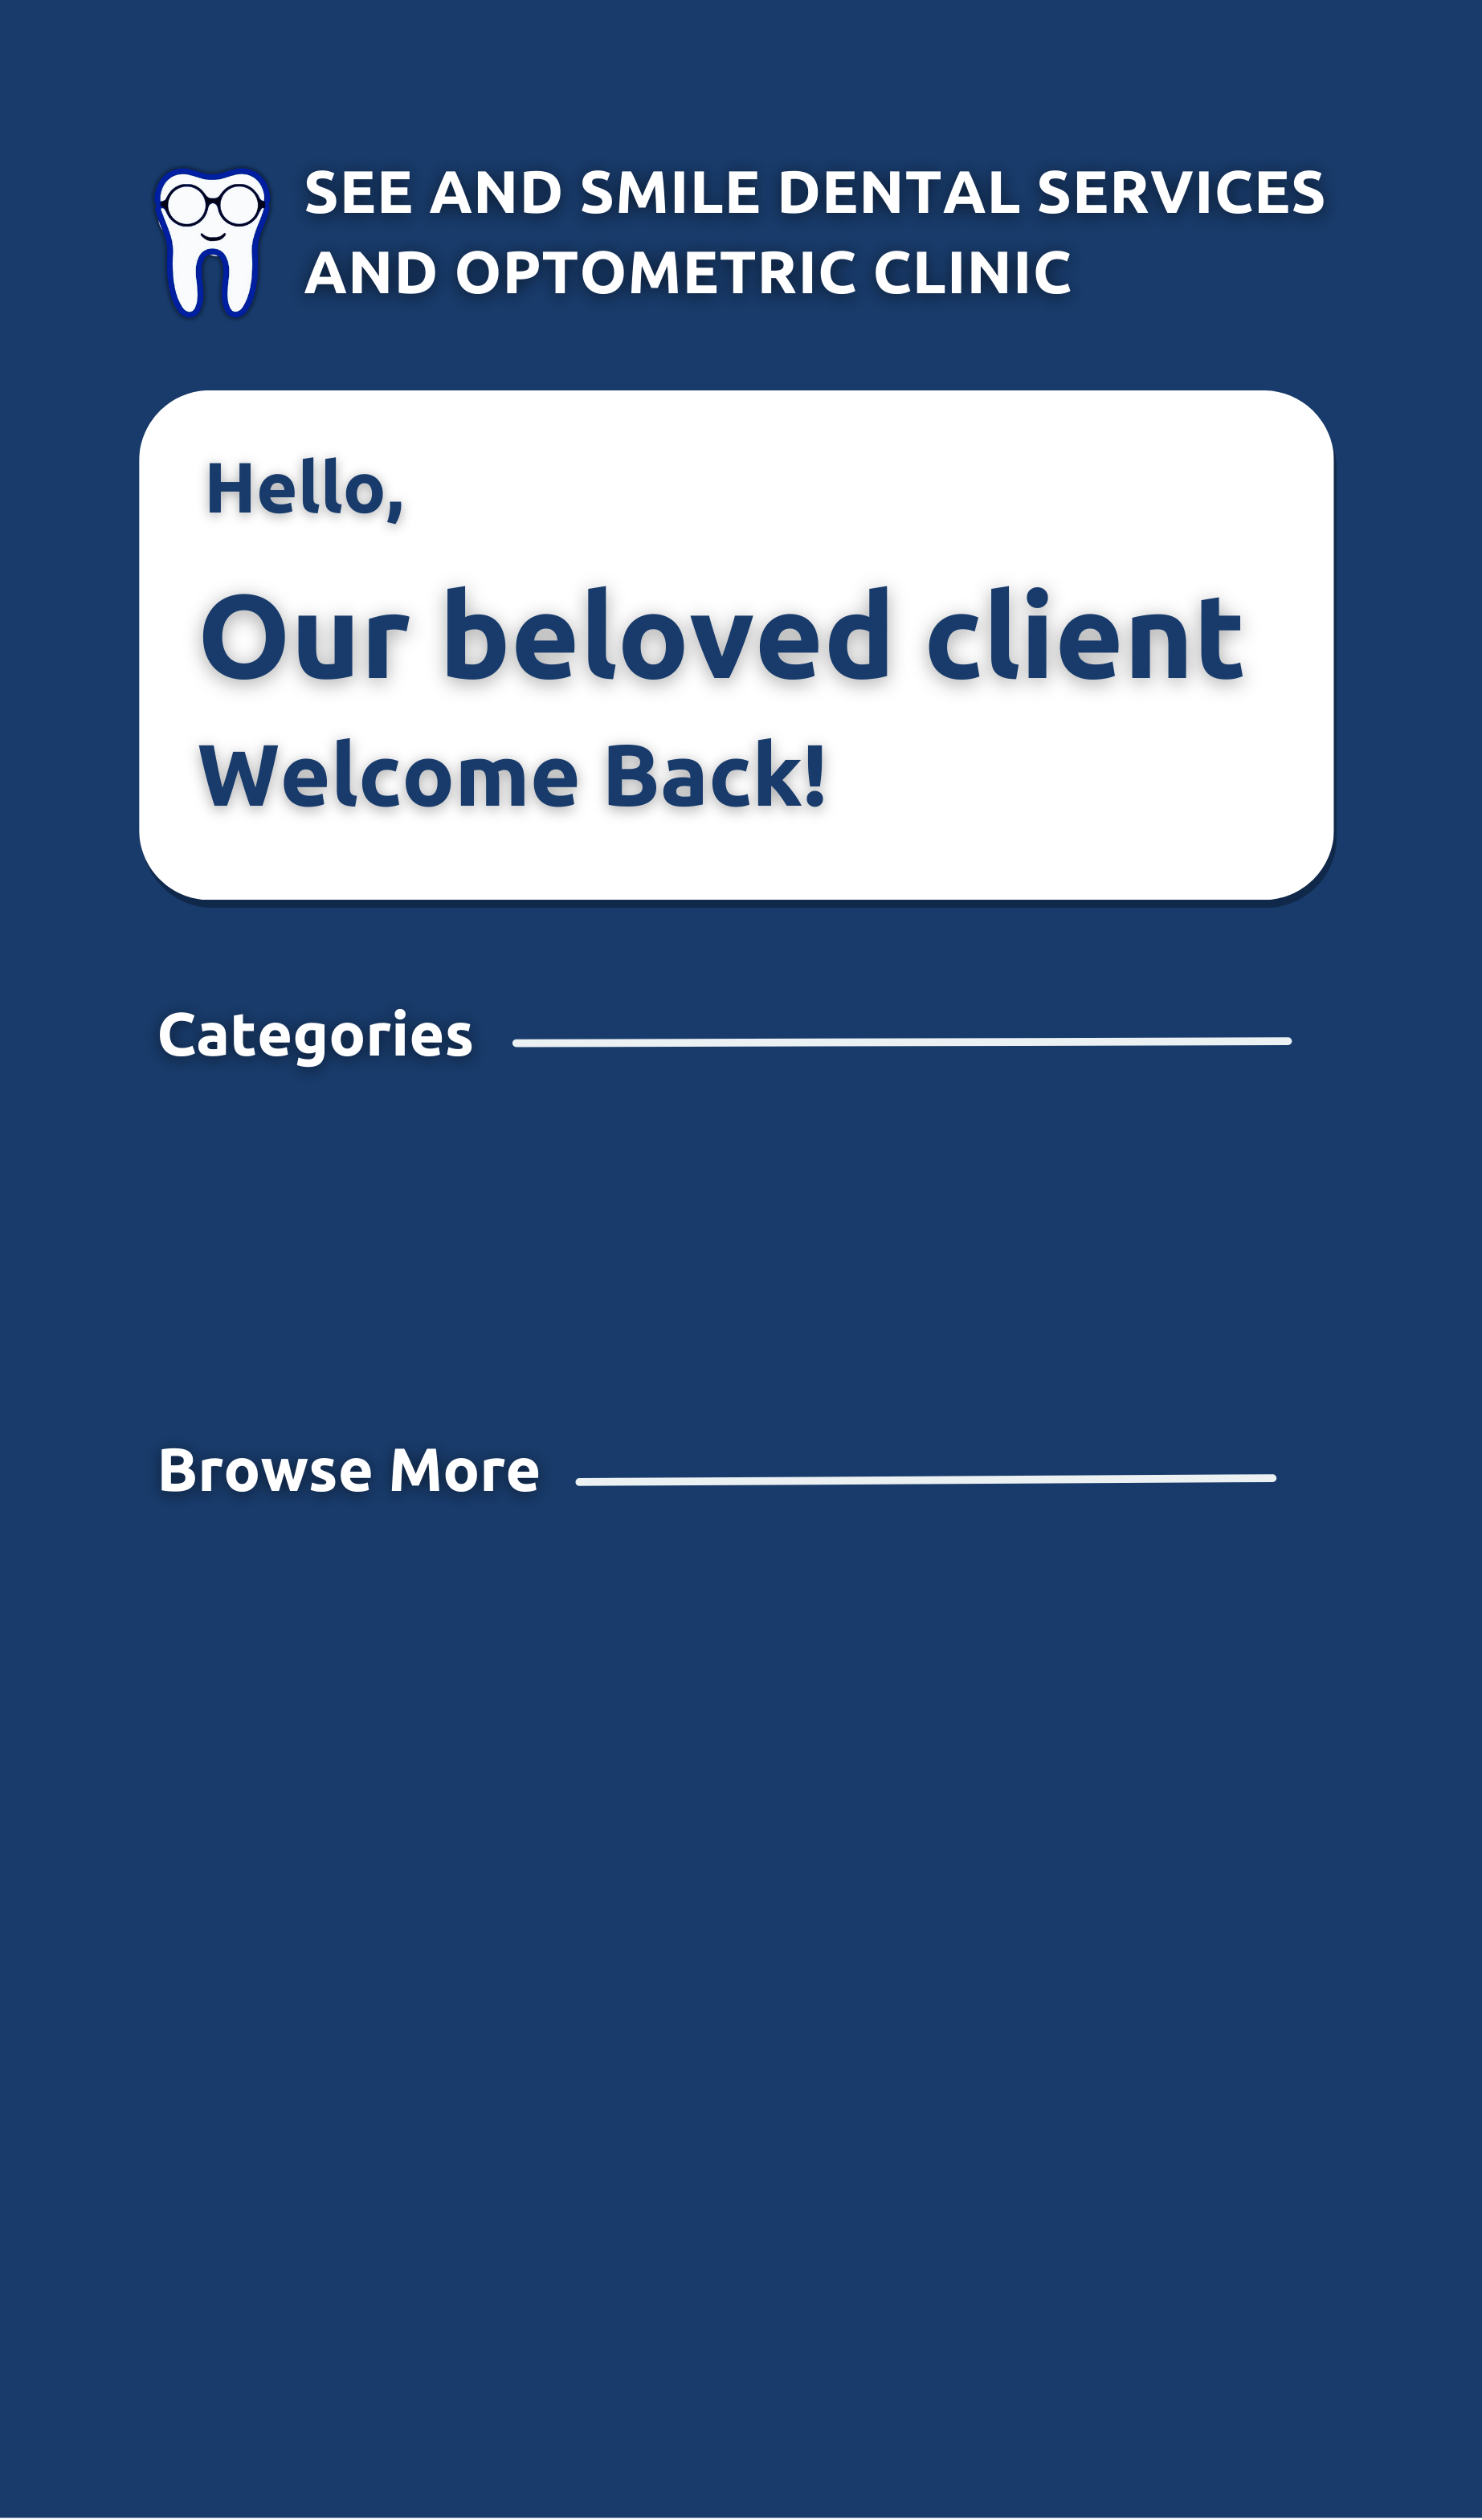 SEE AND SMILE DENTAL SERVICES
AND OPTOMETRIC CLINIC
Hello,
Our beloved client
Welcome Back!
Categories
Browse More